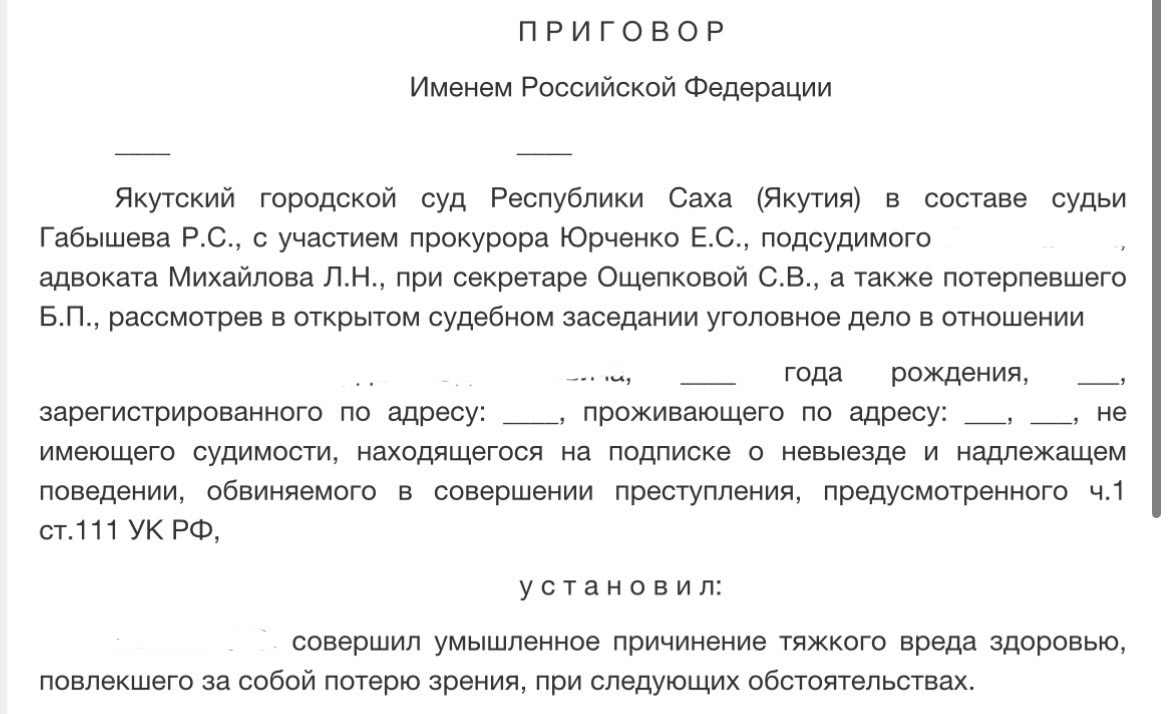 П Р И Г О В О Р
Именем Российской Федерации
____ ____
Якутский городской суд Республики Саха (Якутия) в составе судьи
Габышева Р.С., с участием прокурора Юрченко Е.С., подсудимого ,
адвоката Михайлова Л.Н., при секретаре Ощепковой С.В., а также потерпевшего
Б.П., рассмотрев в открытом судебном заседании уголовное дело в отношении
, ____ года рождения, ___,
зарегистрированного по адресу: ____, проживающего по адресу: ___, ___, не
имеющего судимости, находящегося на подписке о невыезде и надлежащем
поведении, обвиняемого в совершении преступления, предусмотренного ч.1
ст.111 УК РФ,
у с т а н о в и л:
совершил умышленное причинение тяжкого вреда здоровью,
повлекшего за собой потерю зрения, при следующих обстоятельствах.